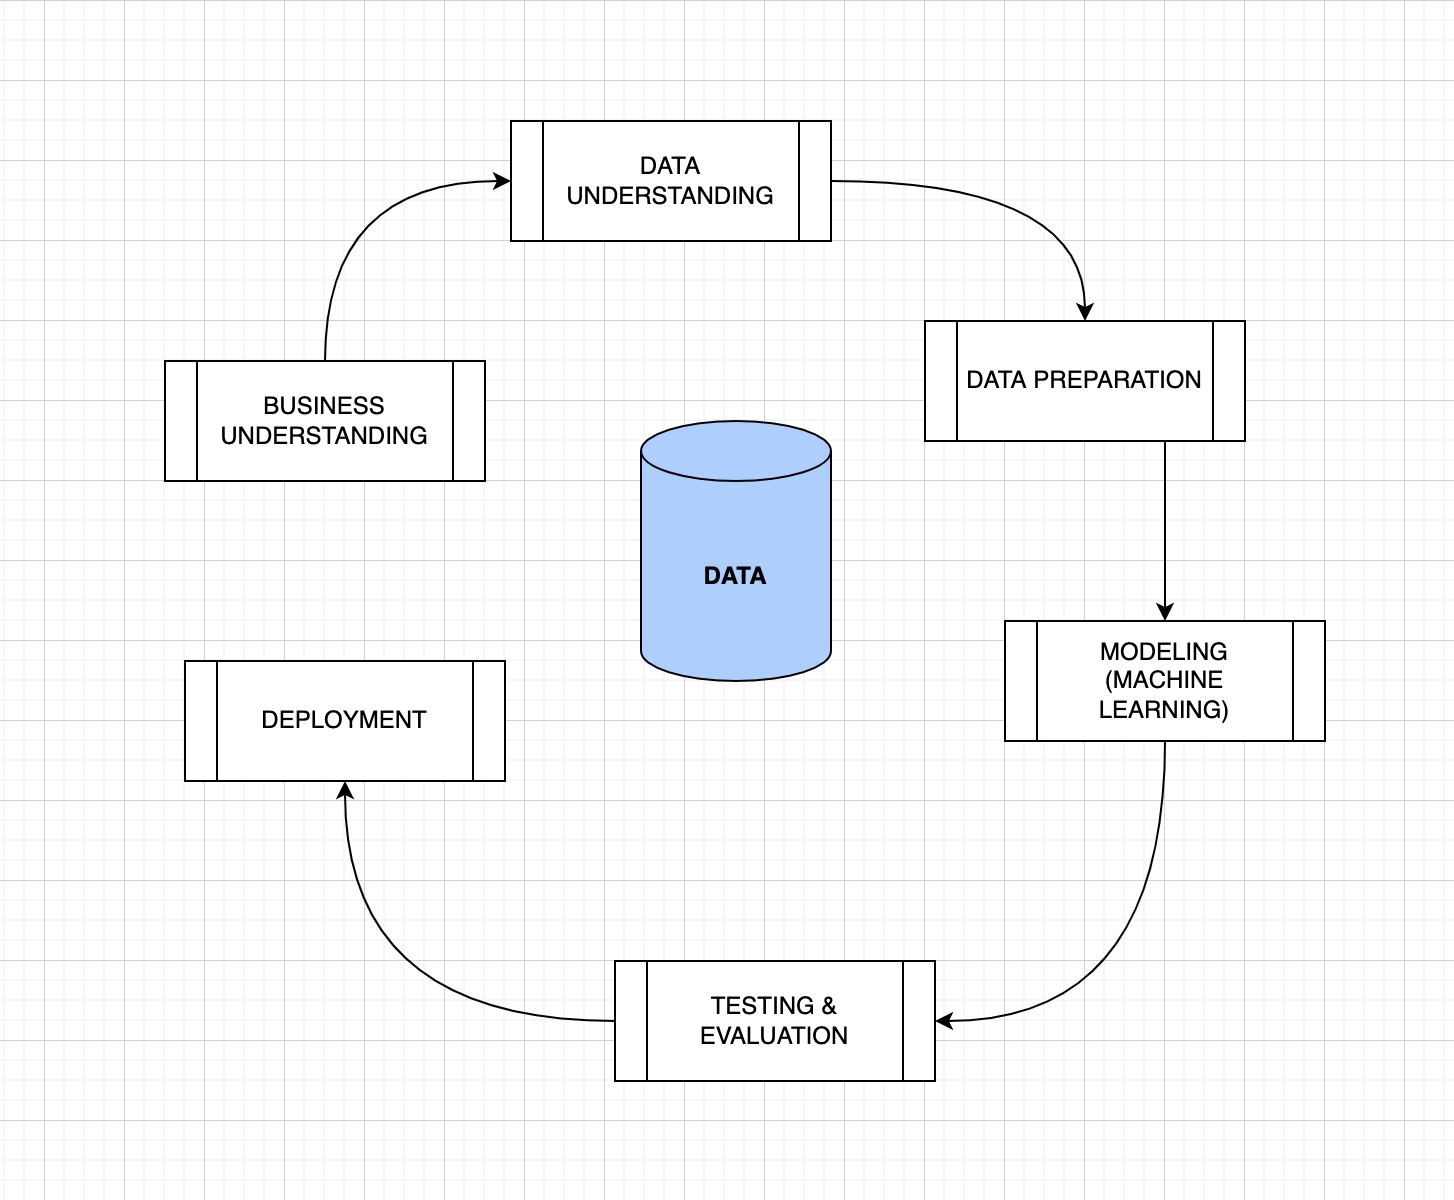 DATA
UNDERSTANDING
BUSINESS
UNDERSTANDING
DATA PREPARATION
DATA
MODELING
(MACHINE
LEARNING)
DEPLOYMENT
TESTING &
EVALUATION